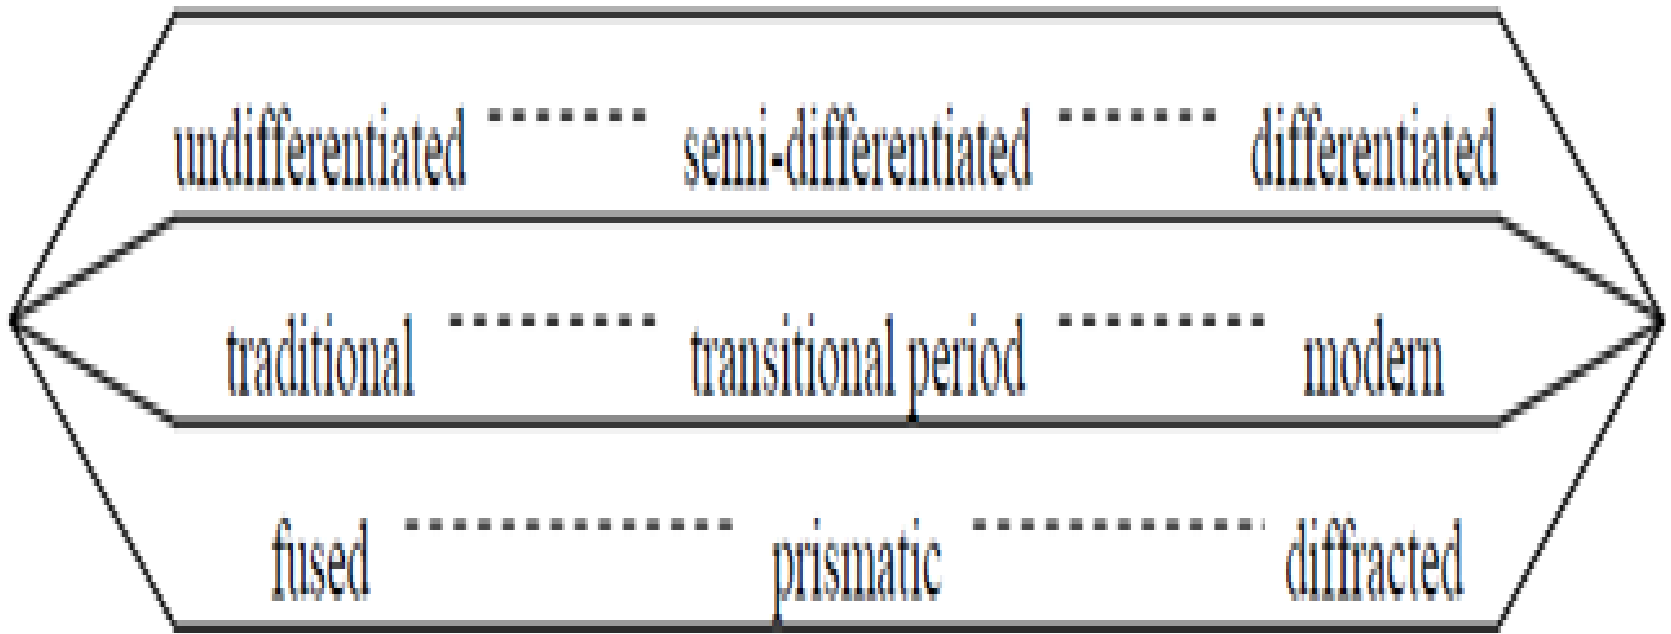 undifferentiated semi-differentiated differentiated
traditional transitional period modern
fused prismatic diffracted